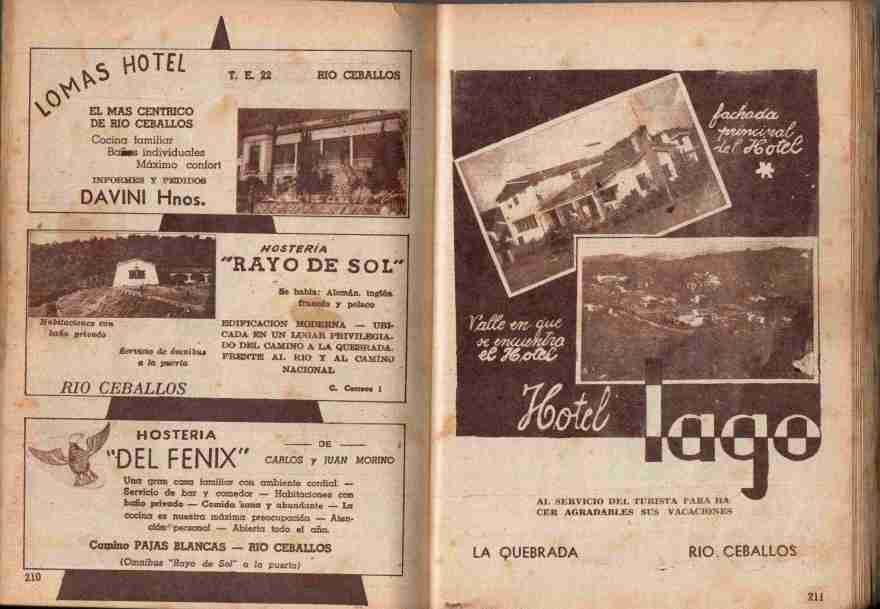 LOMAS HOTEL
T. E. 22 RIO CEBALLOS
EL MAS CENTRICO
DE RIO CEBALLOS
Cocina familiar
Baños individuales
Máximo confort
INFORMES Y PEDIDOS
DAVINI Hnos.
HOSTERÍA
"RAYO DE SOL"
Se habla: Alemán, inglés
francés y polaco
Habitaciones con
baño privado
Servicio de ómnibus
a la puerta
EDIFICACION MODERNA — UBI-
CADA EN UN LUGAR PRIVILEGIA-
DO DEL CAMINO A LA QUEBRADA.
FRENTE AL RIO Y AL CAMINO
NACIONAL
RIO CEBALLOS
C. Correos 1
HOSTERIA
"DEL FENIX"
— DE —
CARLOS y JUAN MORINO
Una gran casa familiar con ambiente cordial —
Servicio de bar y comedor — Habitaciones con
baño privado — Comida sana y abundante — La
cocina es nuestra máxima preocupación — Aten-
ción personal — Abierta todo el año.
Camino PAJAS BLANCAS — RIO CEBALLOS
(Omnibus "Rayo de Sol" a la puerta)
210
fachada
principal
del Hotel
*
Valle en que
se encuentra
el Hotel
Hotel lago
AL SERVICIO DEL TURISTA PARA HA
CER AGRADABLES SUS VACACIONES
LA QUEBRADA RIO. CEBALLOS
211